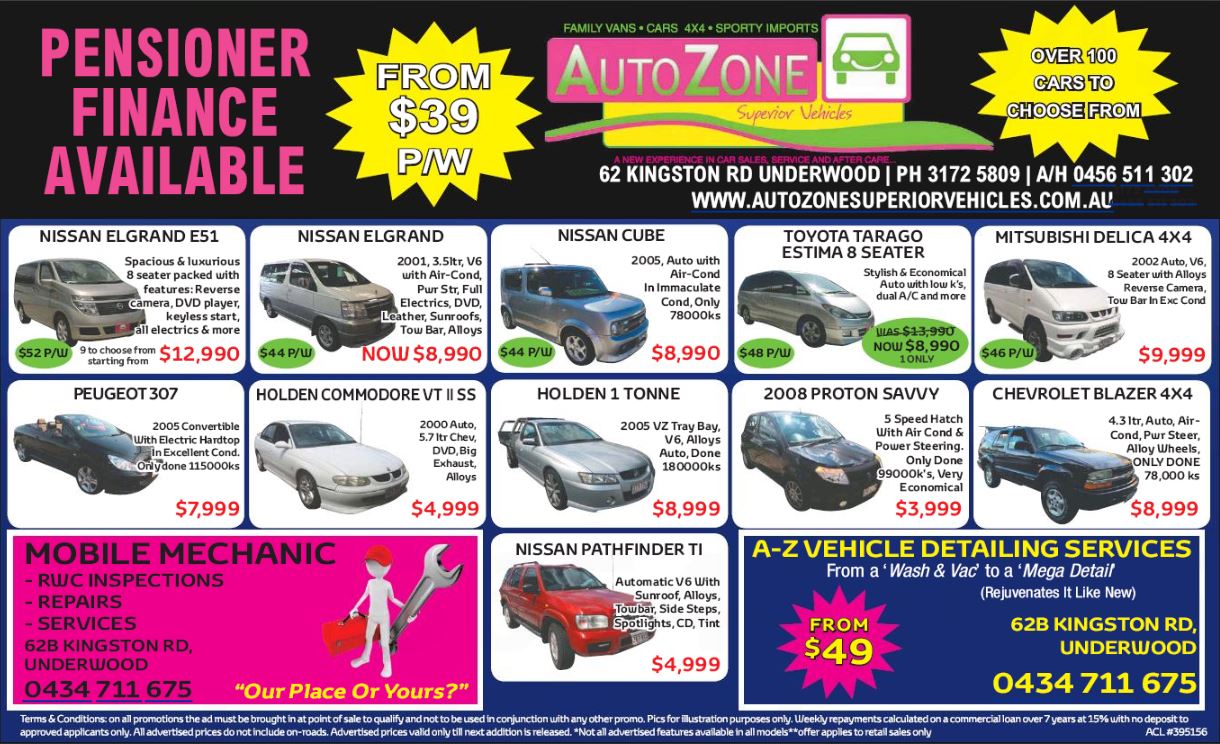 PENSIONER
FINANCE
AVAILABLE
FROM
$39
P/W
FAMILY VANS • CARS 4X4 • SPORTY IMPORTS
AUTOZONE
Superior Vehicles
A NEW EXPERIENCE IN CAR SALES, SERVICE AND AFTER CARE...
OVER 100
CARS TO
CHOOSE FROM
62 KINGSTON RD UNDERWOOD | PH 3172 5809 | A/H 0456 511 302
WWW.AUTOZONESUPERIORVEHICLES.COM.AU
NISSAN ELGRAND E51
Spacious & luxurious
8 seater packed with
features: Reverse
camera, DVD player,
keyless start,
all electrics & more
$52 P/W
9 to choose from
starting from
$12,990
NISSAN ELGRAND
2001, 3.5ltr, V6
with Air-Cond,
Pwr Str, Full
Electrics, DVD,
Leather, Sunroofs,
Tow Bar, Alloys
$44 P/W
NOW $8,990
NISSAN CUBE
2005, Auto with
Air-Cond
In Immaculate
Cond, Only
78000ks
$44 P/W
$8,990
TOYOTA TARAGO
ESTIMA 8 SEATER
Stylish & Economical
Auto with low k's,
dual A/C and more
$48 P/W
WAS $13,990
NOW $8,990
1 ONLY
MITSUBISHI DELICA 4X4
2002 Auto, V6,
8 Seater with Alloys
Reverse Camera,
Tow Bar In Exc Cond
$46 P/W
$9,999
PEUGEOT 307
2005 Convertible
With Electric Hardtop
In Excellent Cond.
Only done 115000ks
$7,999
HOLDEN COMMODORE VT II SS
2000 Auto,
5.7 ltr Chev,
DVD, Big
Exhaust,
Alloys
$4,999
HOLDEN 1 TONNE
2005 VZ Tray Bay,
V6, Alloys
Auto, Done
180000ks
$8,999
2008 PROTON SAVVY
5 Speed Hatch
With Air Cond &
Power Steering.
Only Done
99000k's, Very
Economical
$3,999
CHEVROLET BLAZER 4X4
4.3 ltr, Auto, Air-
Cond, Pwr Steer,
Alloy Wheels,
ONLY DONE
78,000 ks
$8,999
MOBILE MECHANIC
- RWC INSPECTIONS
- REPAIRS
- SERVICES
62B KINGSTON RD,
UNDERWOOD
0434 711 675
"Our Place Or Yours?"
NISSAN PATHFINDER TI
Automatic V6 With
Sunroof, Alloys,
Towbar, Side Steps,
Spotlights, CD, Tint
$4,999
A-Z VEHICLE DETAILING SERVICES
From a 'Wash & Vac' to a 'Mega Detail'
(Rejuvenates It Like New)
FROM
$49
62B KINGSTON RD,
UNDERWOOD
0434 711 675
Terms & Conditions: on all promotions the ad must be brought in at point of sale to qualify and not to be used in conjunction with any other promo. Pics for illustration purposes only. Weekly repayments calculated on a commercial loan over 7 years at 15% with no deposit to
approved applicants only. All advertised prices do not include on-roads. Advertised prices valid only till next addition is released. *Not all advertised features available in all models**offer applies to retail sales only
ACL #395156